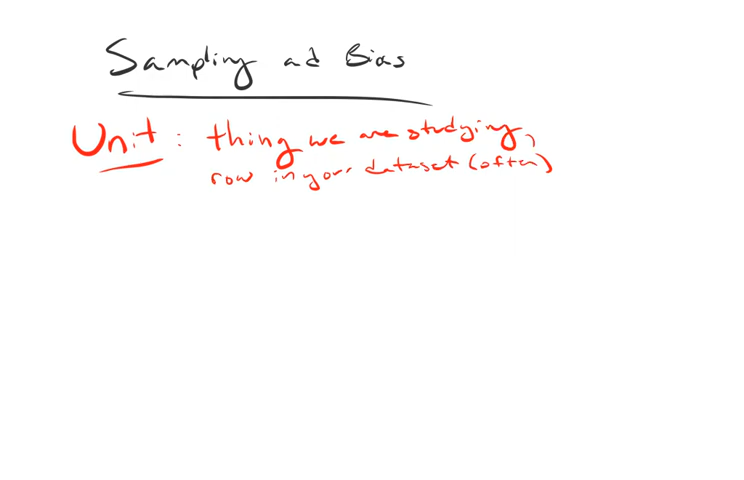 Sampling ad Bias
Unit: thing we are studying,
row in your dataset (often)